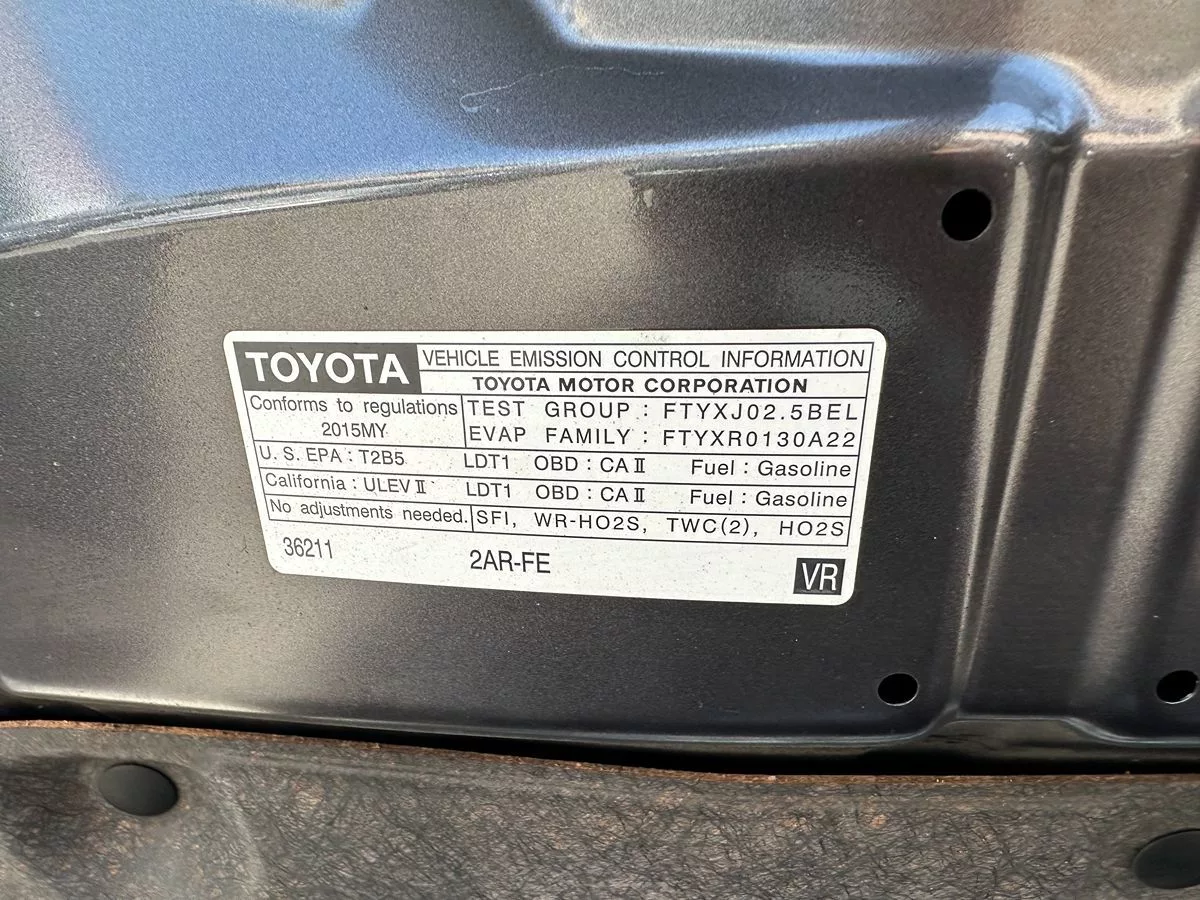 TOYOTA
VEHICLE EMISSION CONTROL INFORMATION
TOYOTA MOTOR CORPORATION
Conforms to regulations
2015MY
TEST GROUP : FTYXJ02.5BEL
EVAP FAMILY : FTYXR0130A22
U. S. EPA : T2B5 LDT1 OBD : CA II Fuel : Gasoline
California : ULEV II LDT1 OBD : CA II Fuel : Gasoline
No adjustments needed. SFI, WR-HO2S, TWC(2), HO2S
36211 2AR-FE VR